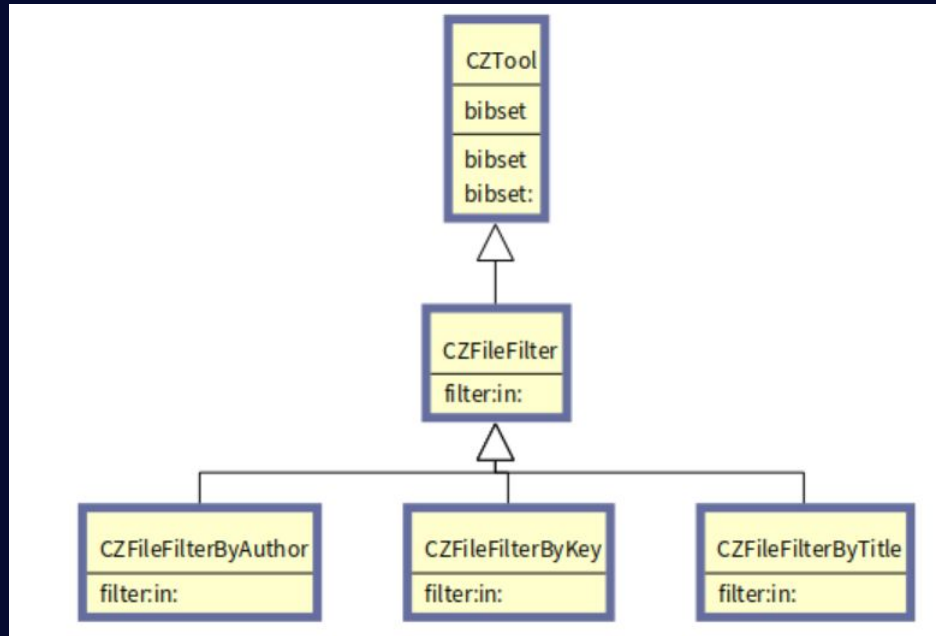 CZTool
bibset
bibset
bibset:
CZFileFilter
filter:in:
CZFileFilterByAuthor
filter:in:
CZFileFilterByKey
filter:in:
CZFileFilterByTitle
filter:in: